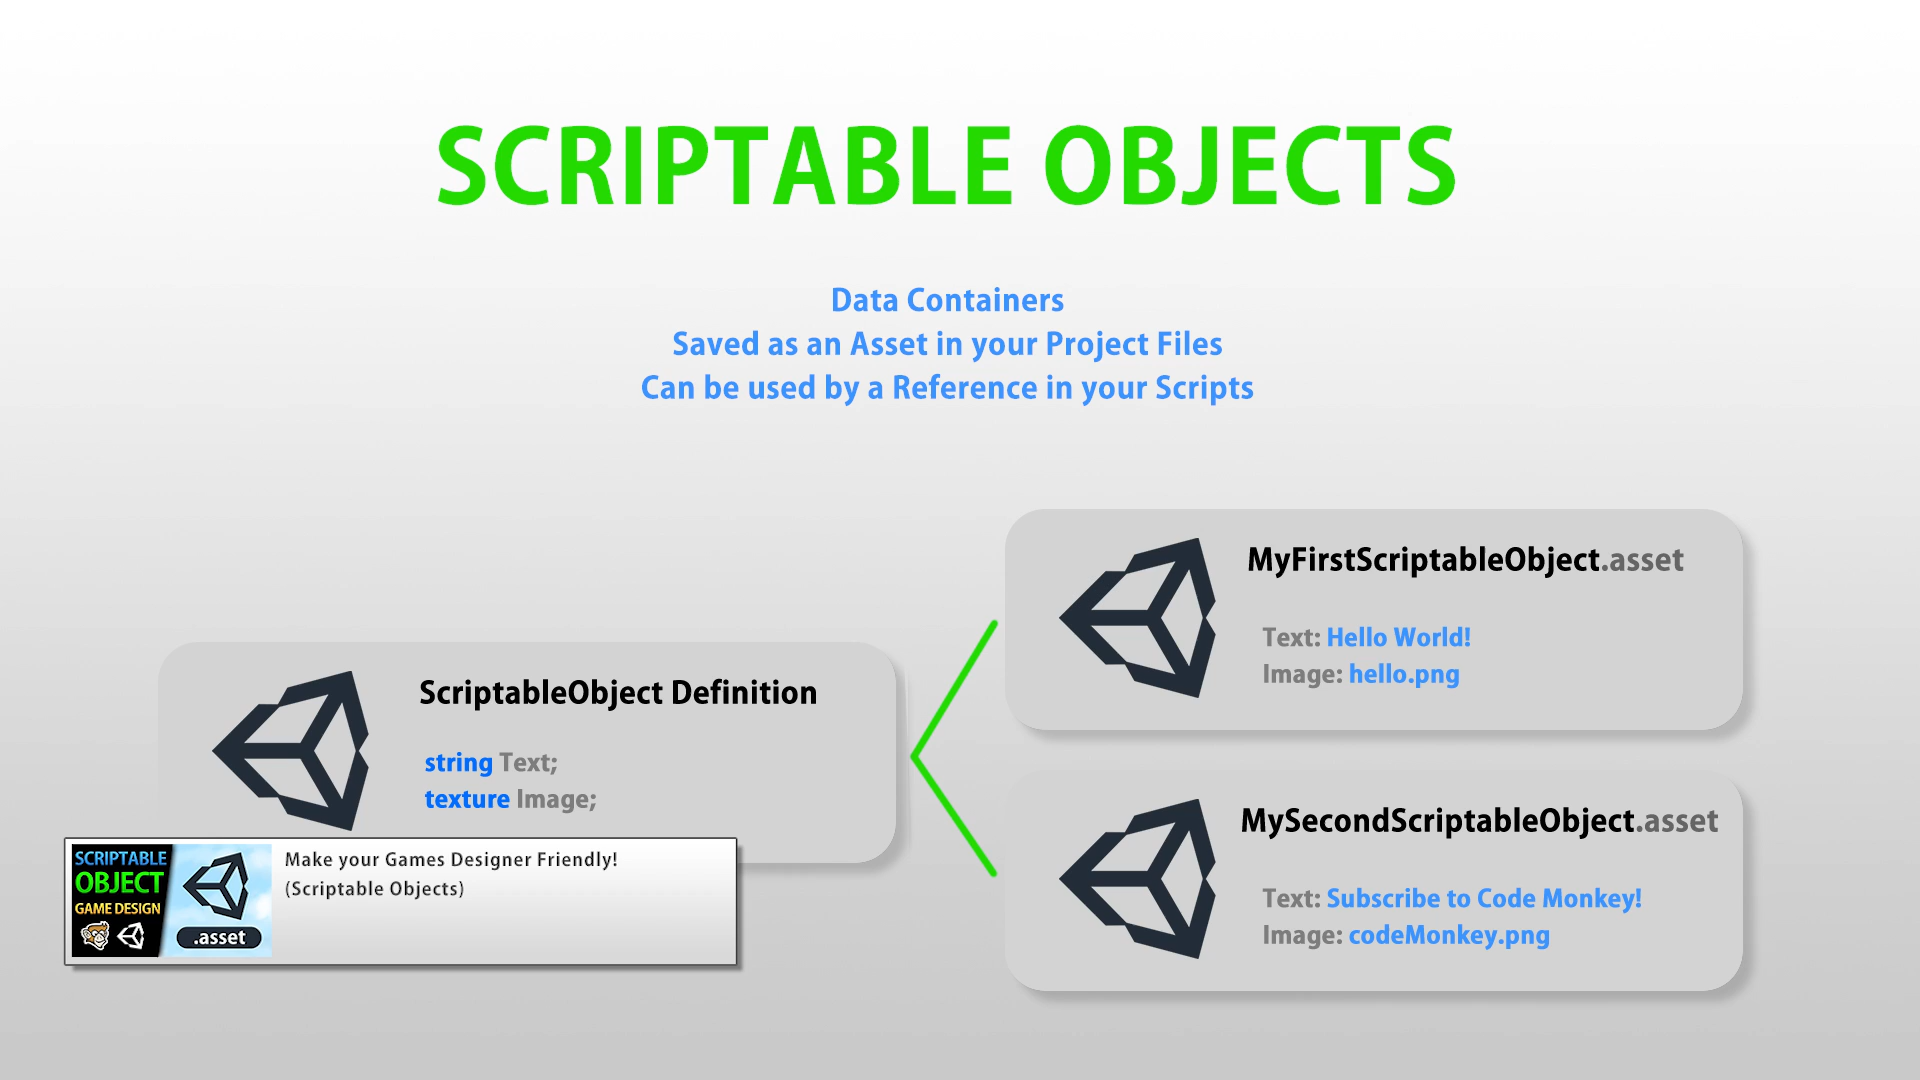 SCRIPTABLE OBJECTS
Data Containers
Saved as an Asset in your Project Files
Can be used by a Reference in your Scripts
ScriptableObject Definition
string Text;
texture Image;
MyFirstScriptableObject.asset
Text: Hello World!
Image: hello.png
MySecondScriptableObject.asset
Text: Subscribe to Code Monkey!
Image: codeMonkey.png
SCRIPTABLE
OBJECT
GAME DESIGN
.asset
Make your Games Designer Friendly!
(Scriptable Objects)